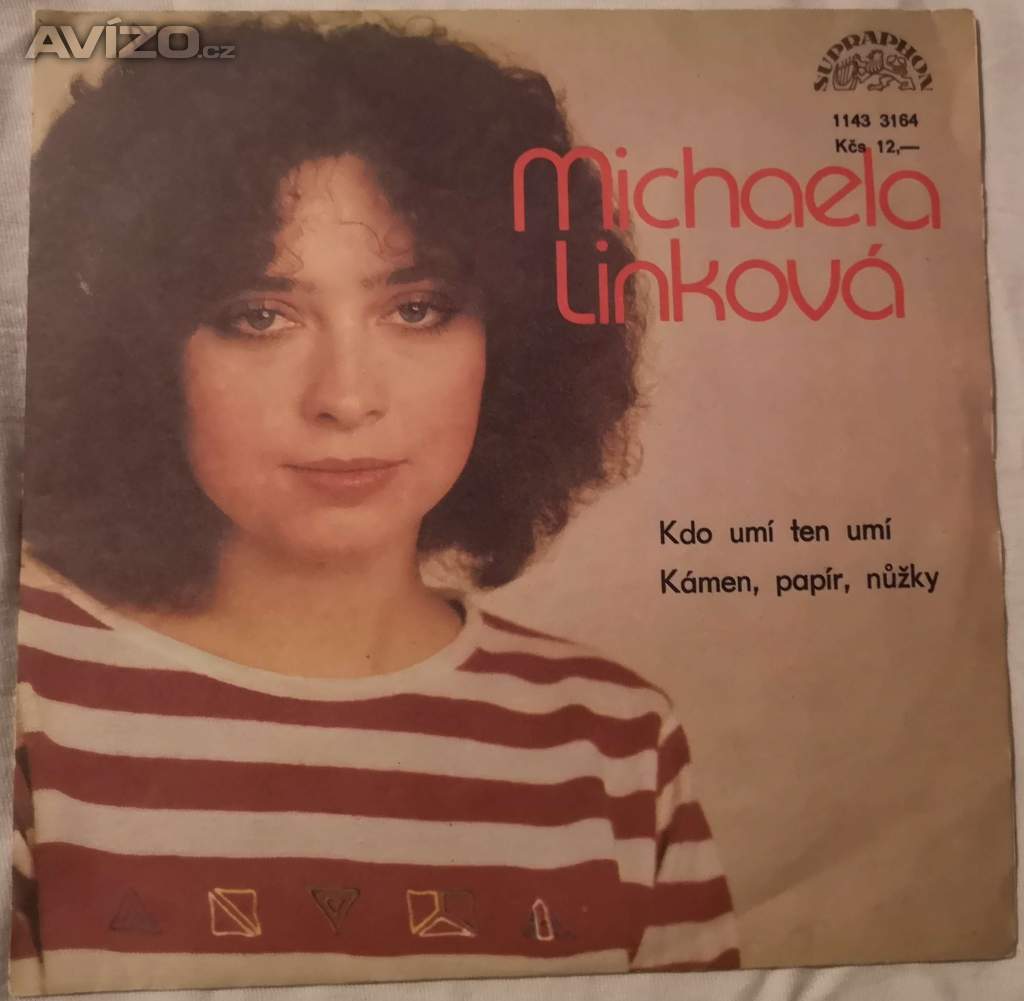 AVÍZO.cz
SUPRAPHON
1143 3164
Kčs 12,—
Michaela
Linková
Kdo umí ten umí
Kámen, papír, nůžky